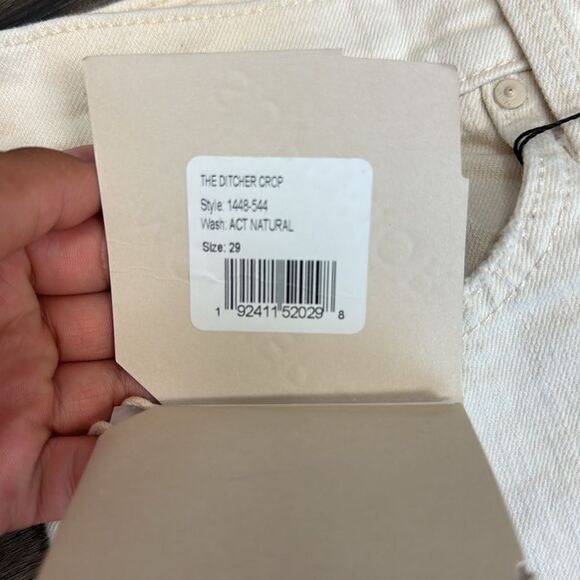 THE DITCHER CROP
Style: 1448-544
Wash: ACT NATURAL
Size: 29
1 92411 52029 8